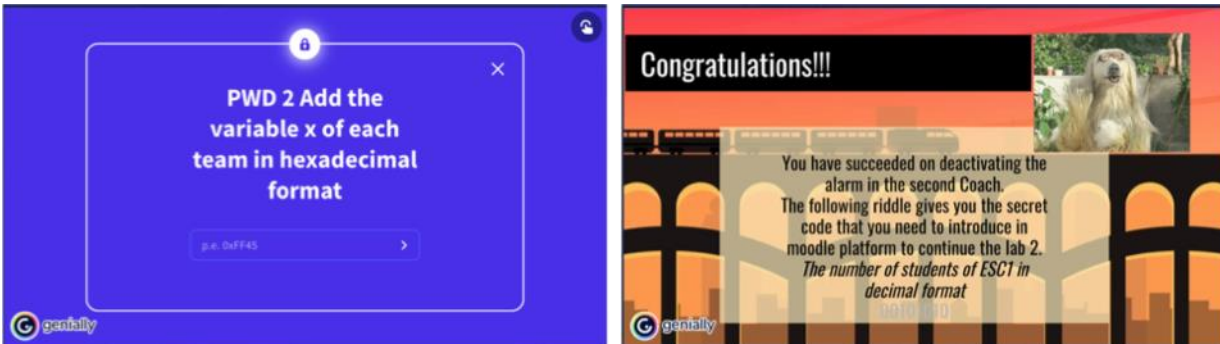 PWD 2 Add the
variable x of each
team in hexadecimal
format
p.e. 0xFF45
genially
Congratulations!!!
You have succeeded on deactivating the
alarm in the second Coach.
The following riddle gives you the secret
code that you need to introduce in
moodle platform to continue the lab 2.
The number of students of ESC1 in
decimal format
genially